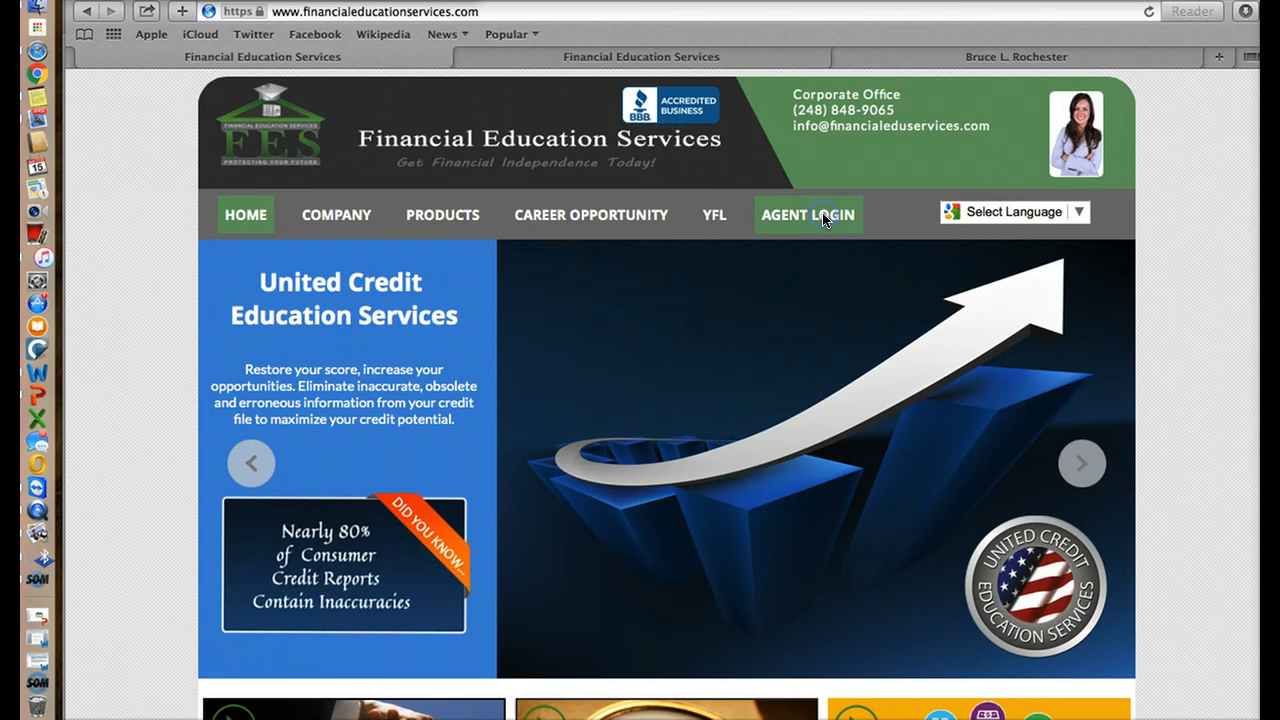 https www.financialeducationservices.com
Reader
Apple iCloud Twitter Facebook Wikipedia News Popular
Financial Education Services
Financial Education Services
Bruce L. Rochester
FINANCIAL EDUCATION SERVICES
FES
PROTECTING YOUR FUTURE
BBB
ACCREDITED
BUSINESS
Financial Education Services
Get Financial Independence Today!
Corporate Office
(248) 848-9065
info@financialeduservices.com
HOME COMPANY PRODUCTS CAREER OPPORTUNITY YFL AGENT LOGIN
Select Language
United Credit
Education Services
Restore your score, increase your
opportunities. Eliminate inaccurate, obsolete
and erroneous information from your credit
file to maximize your credit potential.
DID YOU KNOW...
Nearly 80%
of Consumer
Credit Reports
Contain Inaccuracies
UNITED CREDIT
EDUCATION SERVICES
15
SOM
SOM